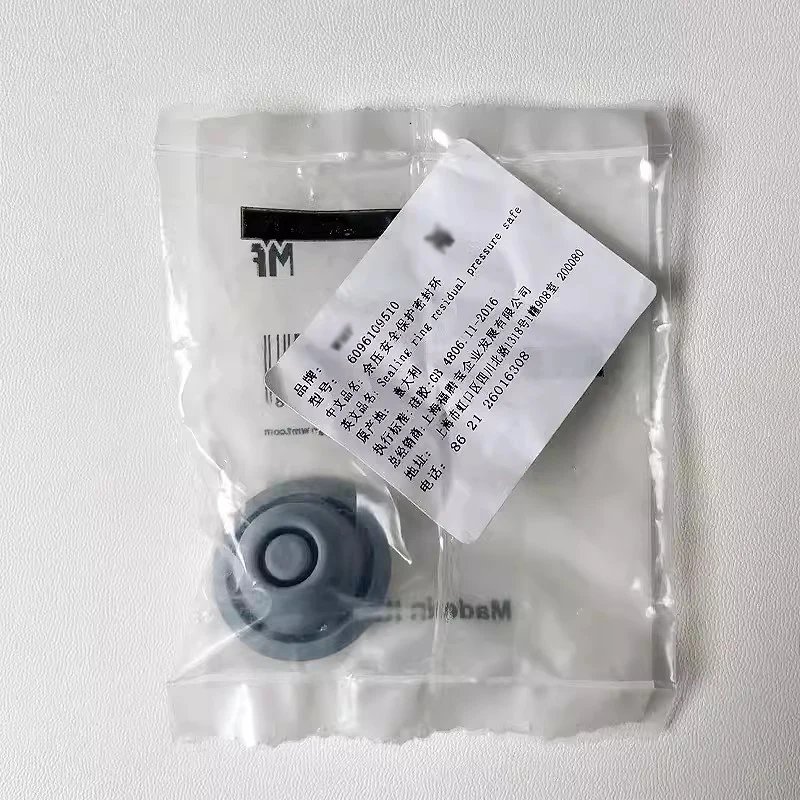 品牌:
型号: 6096109510
中文品名: 余压安全保护密封环
英文品名: Sealing ring residual pressure safe
原产地: 意大利
执行标准: 硅胶:GB 4806.11-2016
总经销商: 上海福腾宝企业发展有限公司
地址: 上海市虹口区四川北路1318号1幢908室 200080
电话: 86 21 26016308
MF
Made in It